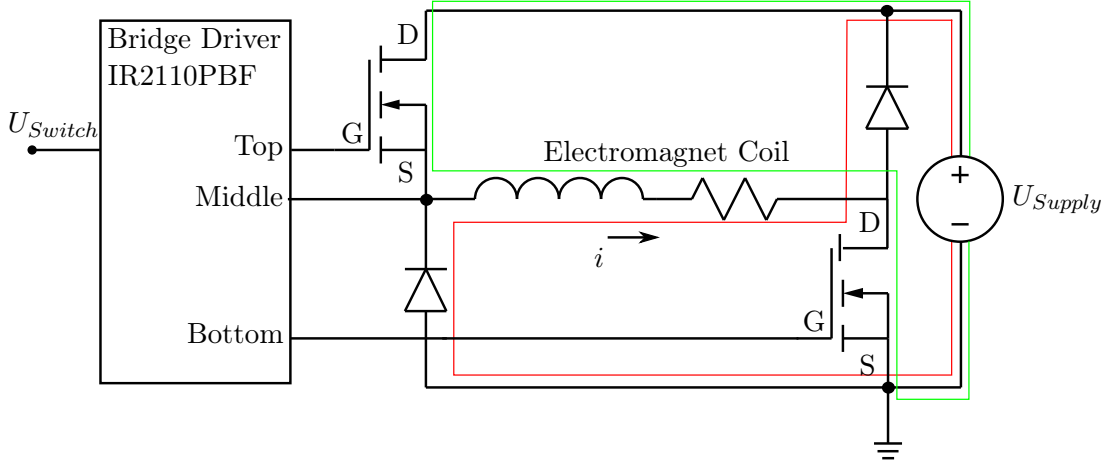 D
Bridge Driver
IR2110PBF
U_Switch
G
Top
Electromagnet Coil
S
Middle
+
U_Supply
−
D
i
G
Bottom
S